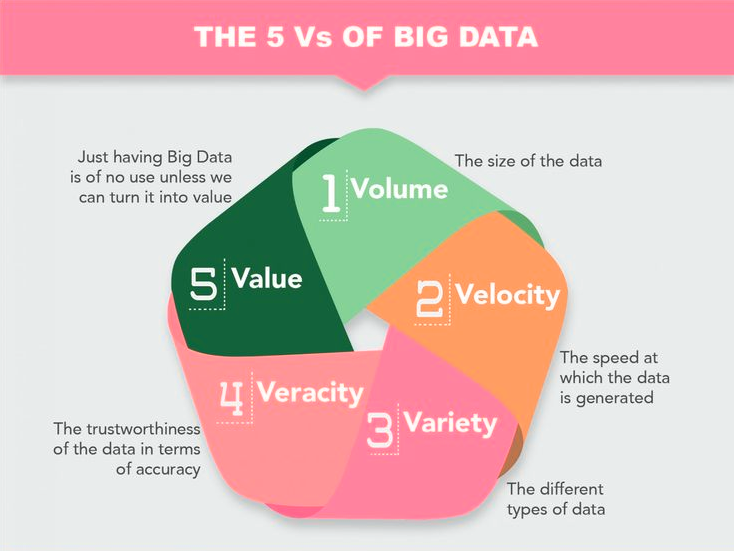 THE 5 Vs OF BIG DATA
1 Volume
The size of the data
2 Velocity
The speed at
which the data
is generated
3 Variety
The different
types of data
4 Veracity
The trustworthiness
of the data in terms
of accuracy
5 Value
Just having Big Data
is of no use unless we
can turn it into value